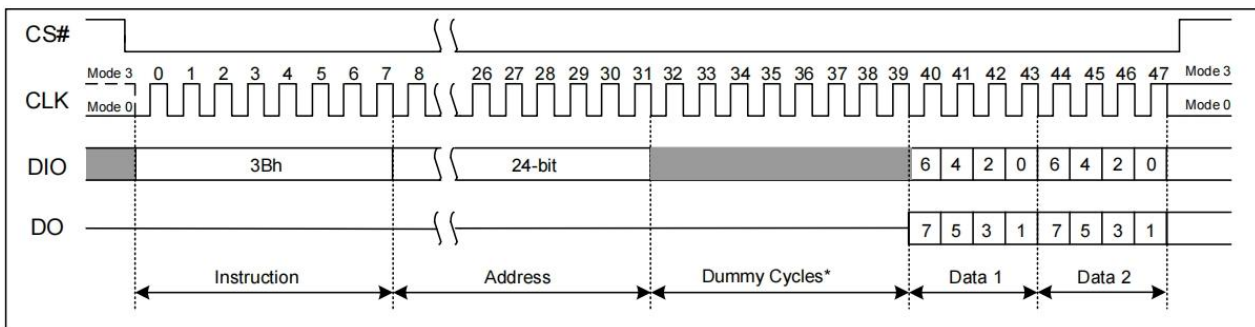 CS#
Mode 3 0 1 2 3 4 5 6 7 8 26 27 28 29 30 31 32 33 34 35 36 37 38 39 40 41 42 43 44 45 46 47 Mode 3
CLK
Mode 0 Mode 0
DIO 3Bh 24-bit 6 4 2 0 6 4 2 0
DO 7 5 3 1 7 5 3 1
Instruction Address Dummy Cycles* Data 1 Data 2